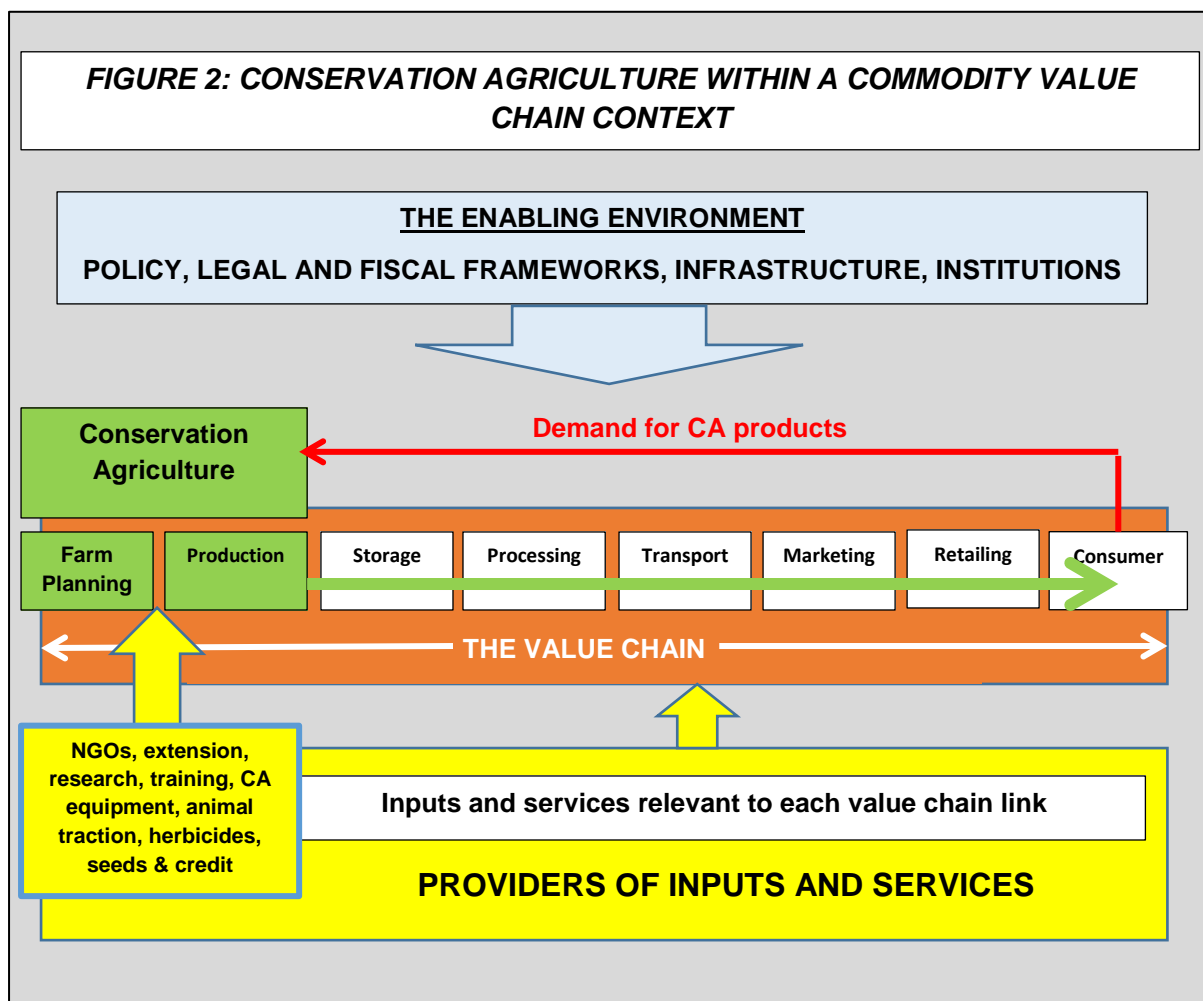 FIGURE 2: CONSERVATION AGRICULTURE WITHIN A COMMODITY VALUE
CHAIN CONTEXT
THE ENABLING ENVIRONMENT
POLICY, LEGAL AND FISCAL FRAMEWORKS, INFRASTRUCTURE, INSTITUTIONS
Conservation
Agriculture
Demand for CA products
Farm
Planning
Production
Storage
Processing
Transport
Marketing
Retailing
Consumer
THE VALUE CHAIN
NGOs, extension,
research, training, CA
equipment, animal
traction, herbicides,
seeds & credit
Inputs and services relevant to each value chain link
PROVIDERS OF INPUTS AND SERVICES